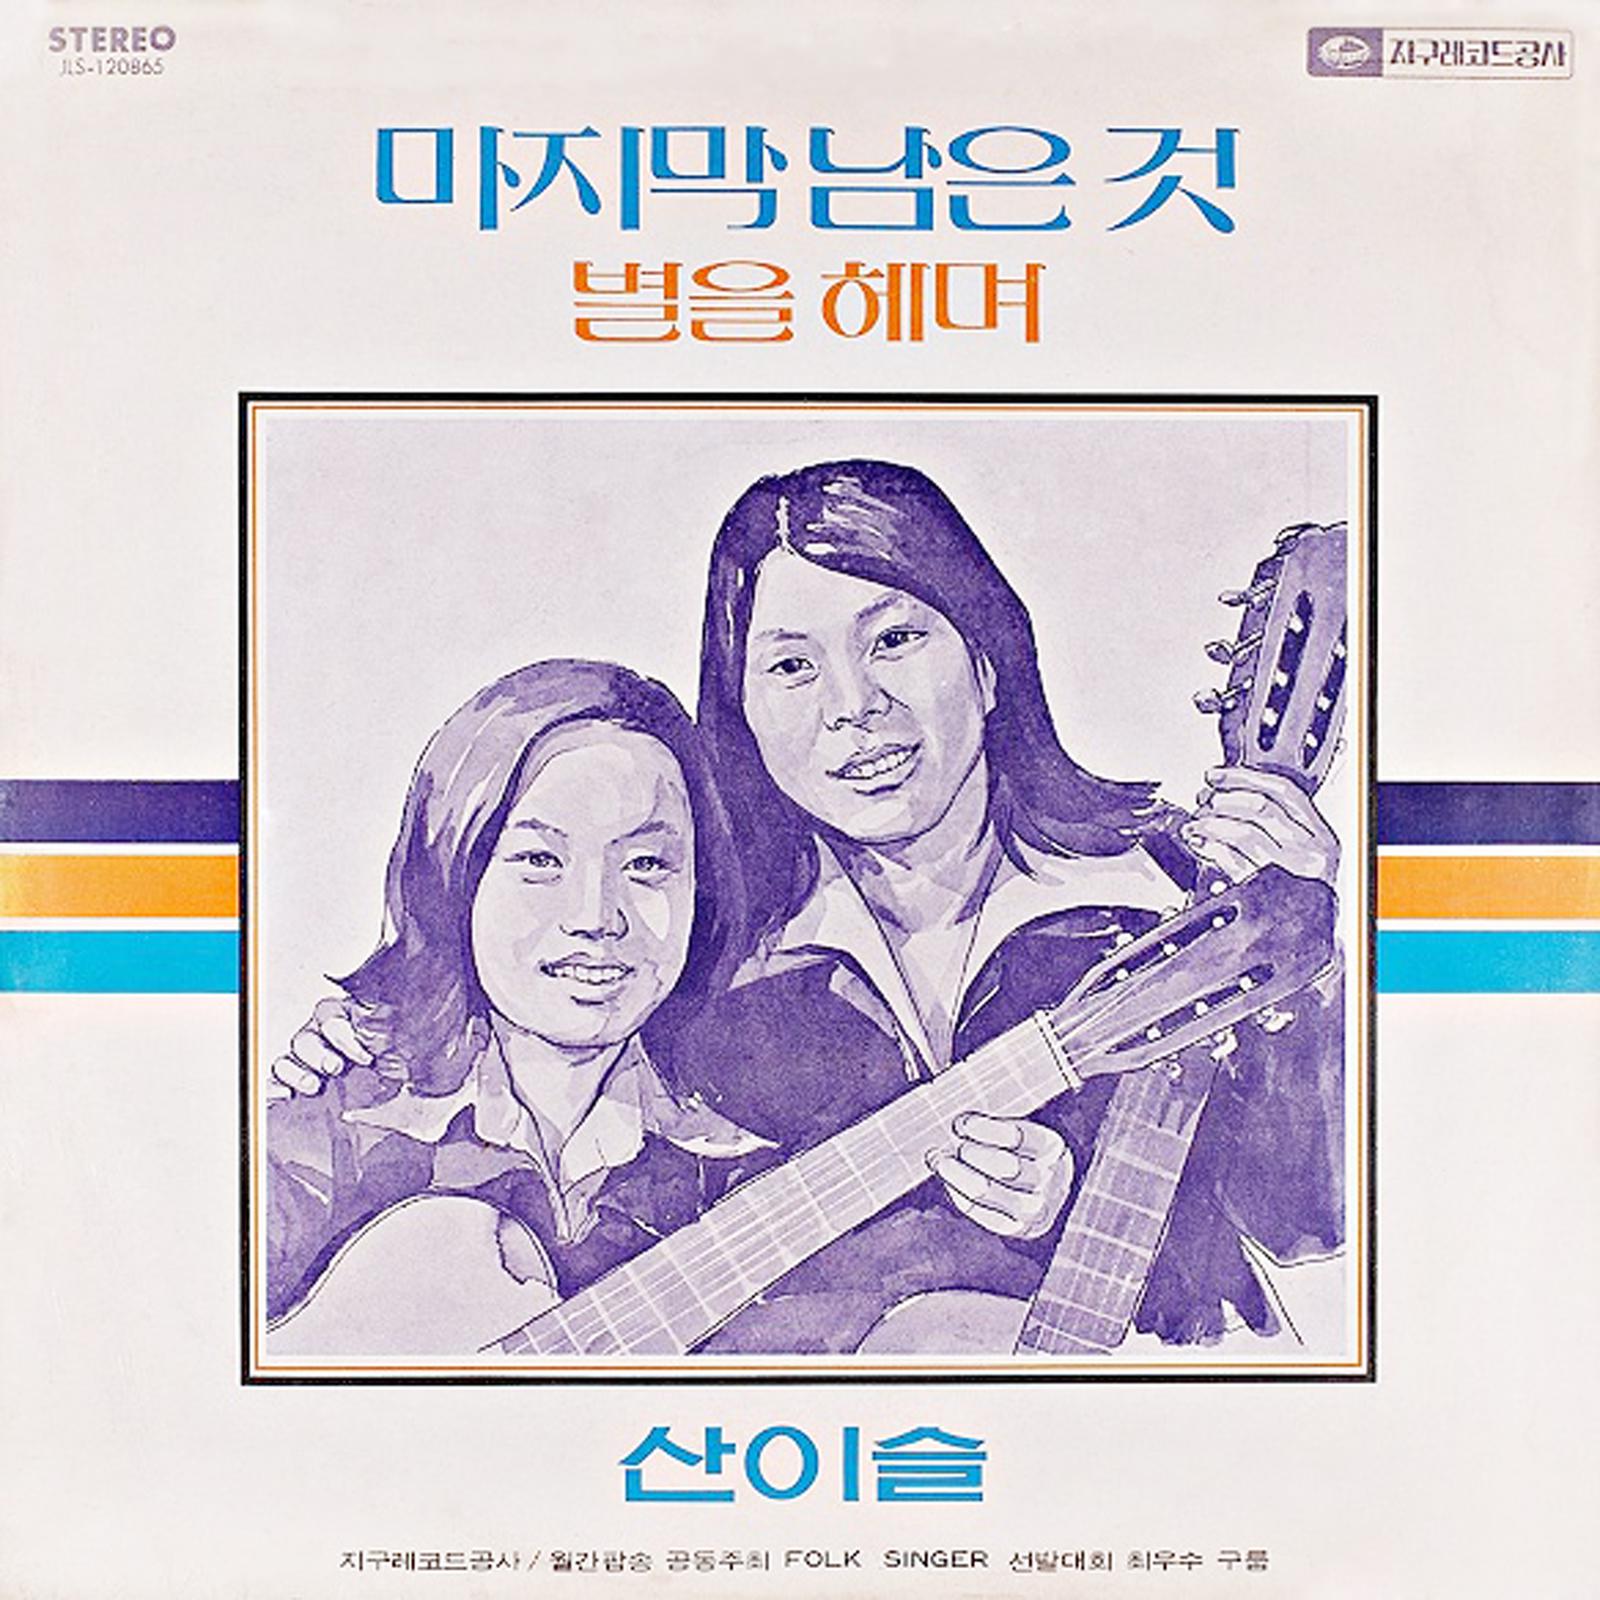 STEREO
JLS-120865
지구레코드공사
마지막 남은 것
별을 헤며
산이슬
지구레코드공사 / 월간팝송 공동주최 FOLK SINGER 선발대회 최우수 구룹